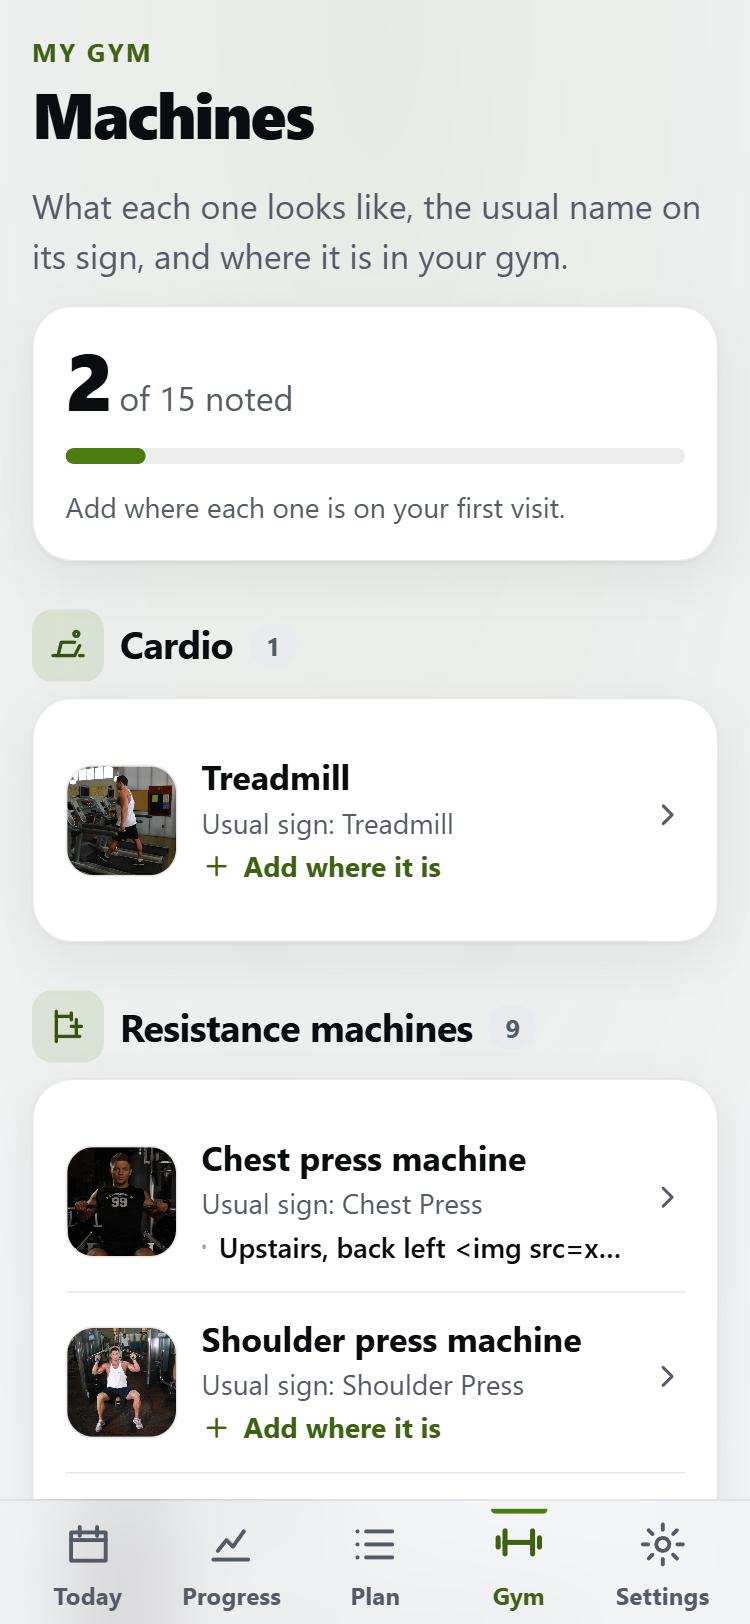 MY GYM
Machines
What each one looks like, the usual name on
its sign, and where it is in your gym.
2 of 15 noted
Add where each one is on your first visit.
Cardio 1
Treadmill
Usual sign: Treadmill
+ Add where it is
Resistance machines 9
Chest press machine
Usual sign: Chest Press
Upstairs, back left <img src=x...
99
Shoulder press machine
Usual sign: Shoulder Press
+ Add where it is
Today Progress Plan Gym Settings